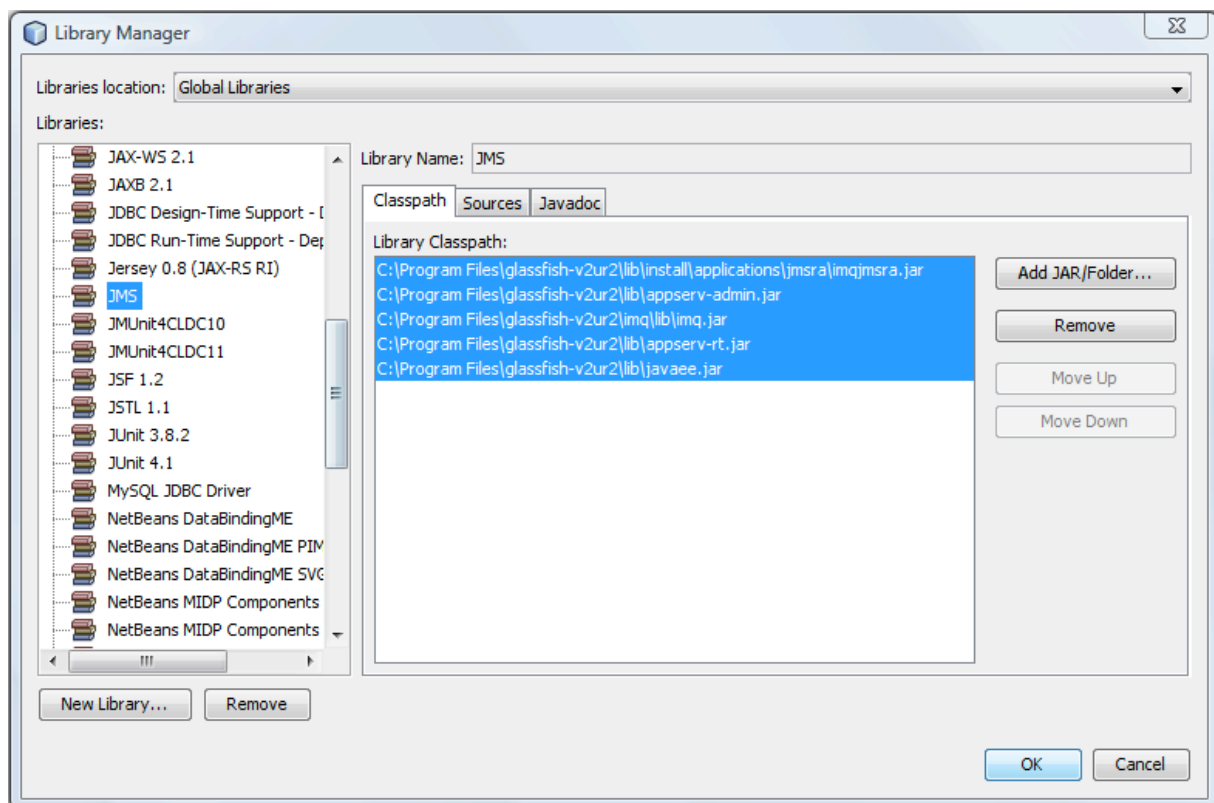 Library Manager
Libraries location: Global Libraries
Libraries:
JAX-WS 2.1
JAXB 2.1
JDBC Design-Time Support - D
JDBC Run-Time Support - Dep
Jersey 0.8 (JAX-RS RI)
JMS
JMUnit4CLDC10
JMUnit4CLDC11
JSF 1.2
JSTL 1.1
JUnit 3.8.2
JUnit 4.1
MySQL JDBC Driver
NetBeans DataBindingME
NetBeans DataBindingME PIM
NetBeans DataBindingME SVG
NetBeans MIDP Components
NetBeans MIDP Components
New Library...
Remove
Library Name: JMS
Classpath
Sources
Javadoc
Library Classpath:
C:\Program Files\glassfish-v2ur2\lib\install\applications\jmsra\imqjmsra.jar
C:\Program Files\glassfish-v2ur2\lib\appserv-admin.jar
C:\Program Files\glassfish-v2ur2\imq\lib\imq.jar
C:\Program Files\glassfish-v2ur2\lib\appserv-rt.jar
C:\Program Files\glassfish-v2ur2\lib\javaee.jar
Add JAR/Folder...
Remove
Move Up
Move Down
OK
Cancel